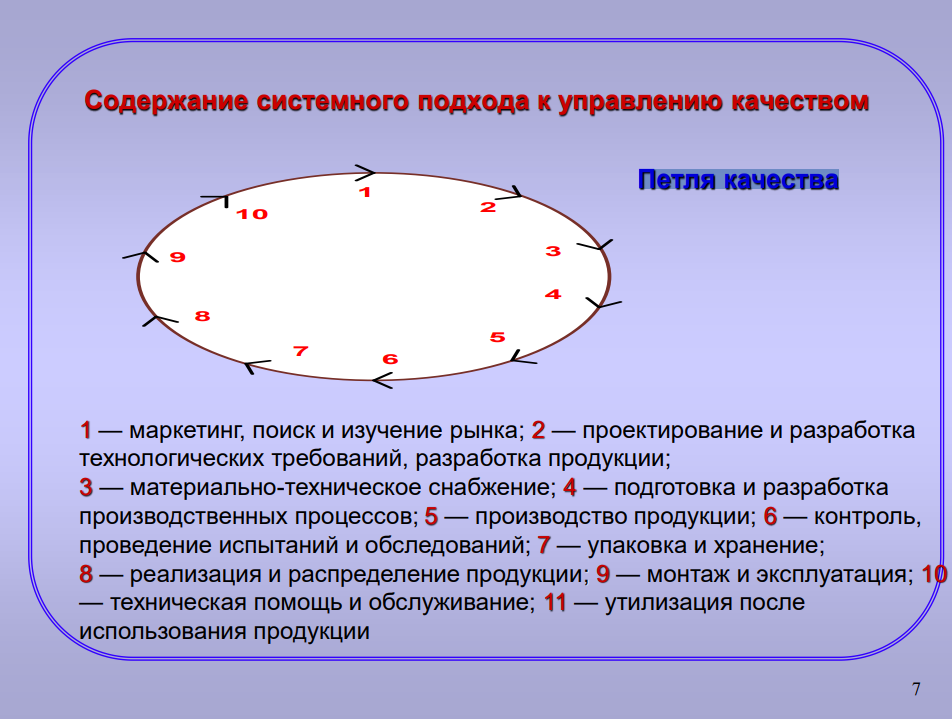 Содержание системного подхода к управлению качеством
Петля качества
1
2
3
4
5
6
7
8
9
10
1 — маркетинг, поиск и изучение рынка; 2 — проектирование и разработка
технологических требований, разработка продукции;
3 — материально-техническое снабжение; 4 — подготовка и разработка
производственных процессов; 5 — производство продукции; 6 — контроль,
проведение испытаний и обследований; 7 — упаковка и хранение;
8 — реализация и распределение продукции; 9 — монтаж и эксплуатация; 10
— техническая помощь и обслуживание; 11 — утилизация после
использования продукции
7